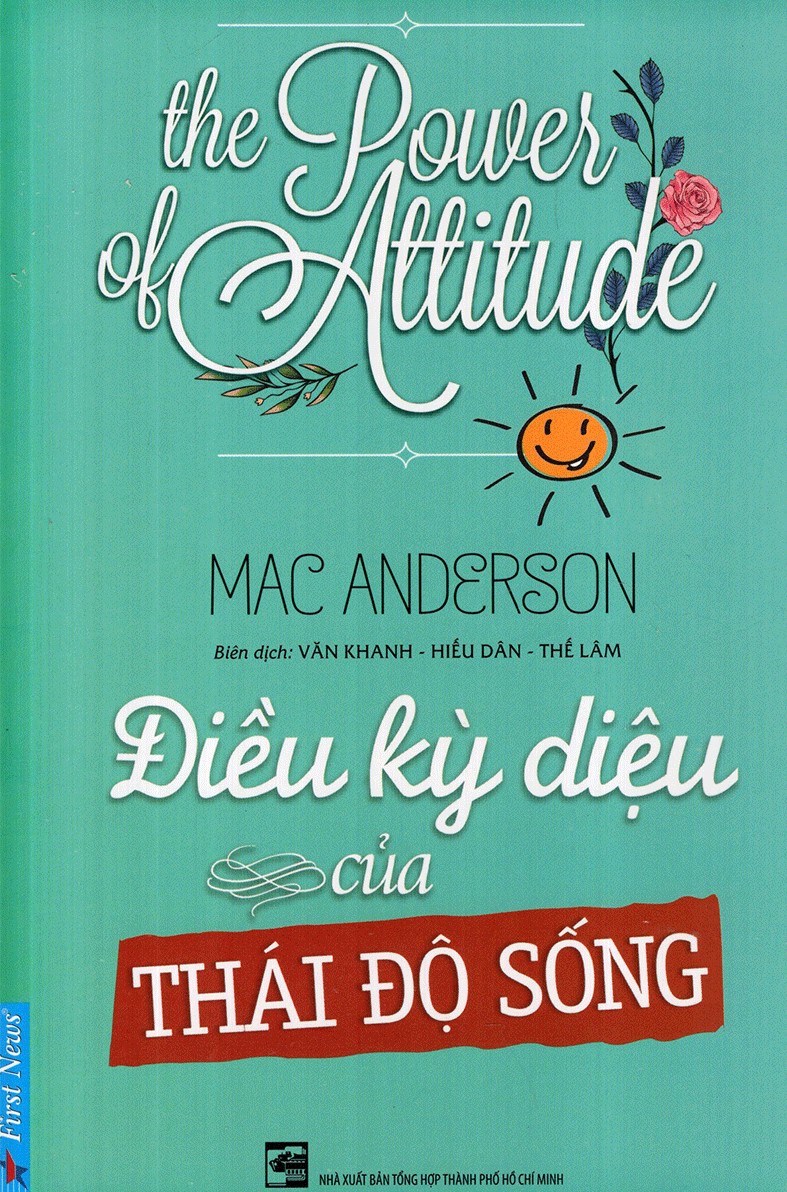 the Power
of Attitude
MAC ANDERSON
Biên dịch: VĂN KHANH - HIẾU DÂN - THẾ LÂM
Điều kỳ diệu
của
THÁI ĐỘ SỐNG
First News®
NHÀ XUẤT BẢN TỔNG HỢP THÀNH PHỐ HỒ CHÍ MINH